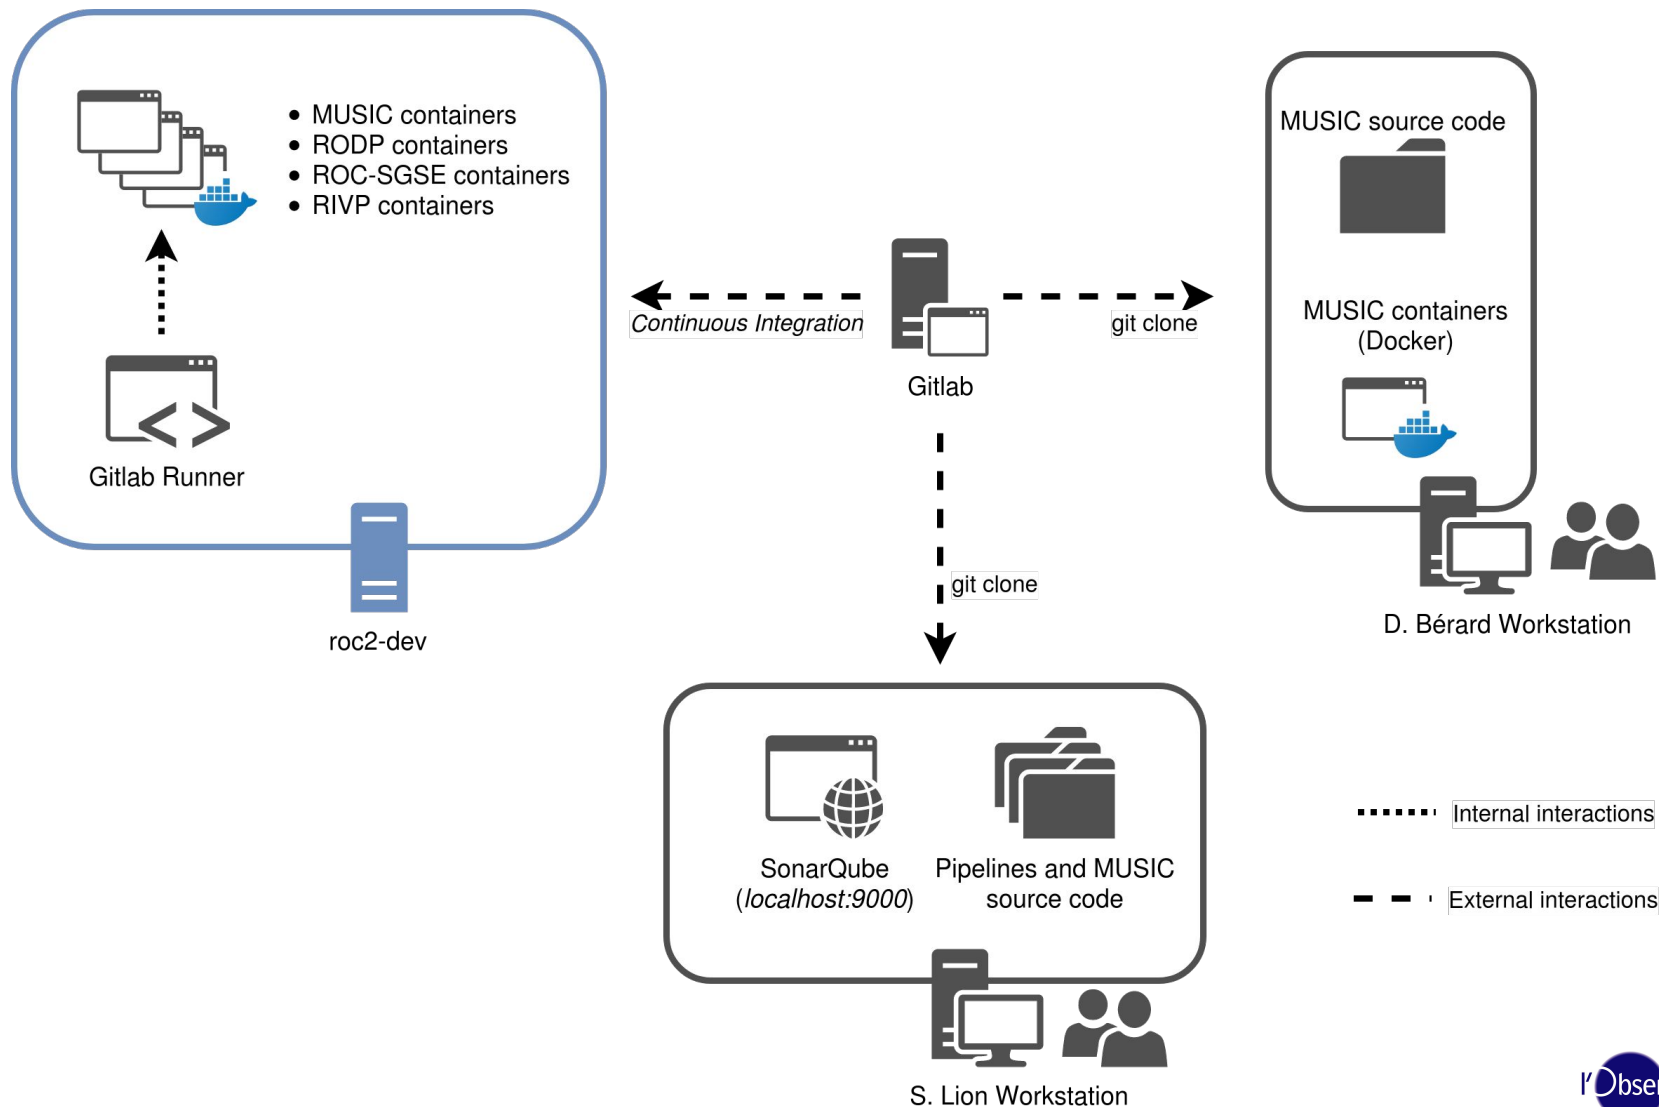 MUSIC containers
RODP containers
ROC-SGSE containers
RIVP containers
Gitlab Runner
roc2-dev
Continuous Integration
Gitlab
git clone
MUSIC source code
MUSIC containers
(Docker)
D. Bérard Workstation
git clone
SonarQube
(localhost:9000)
Pipelines and MUSIC
source code
S. Lion Workstation
Internal interactions
External interactions
l'Obser